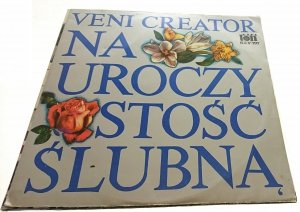 VENI CREATOR
NA
UROCZY
STOŚĆ
ŚLUBNĄ